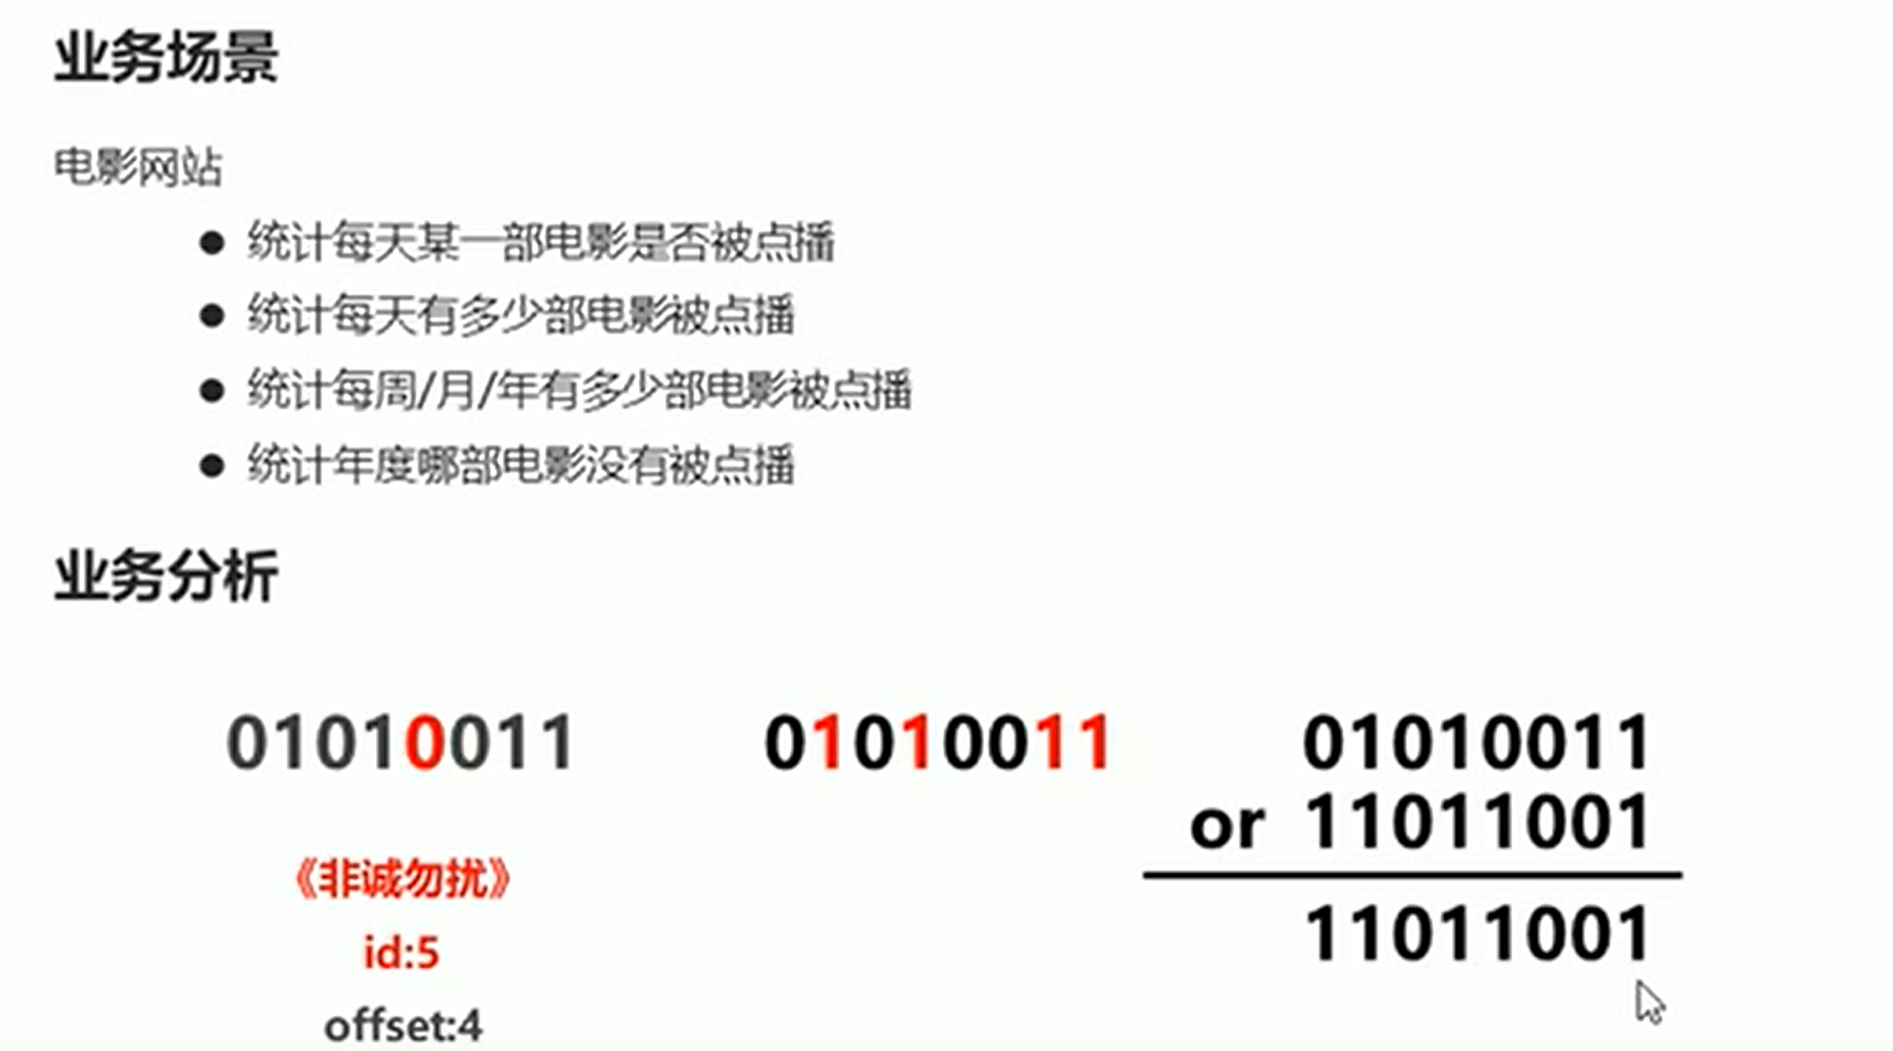 业务场景
电影网站
● 统计每天某一部电影是否被点播
● 统计每天有多少部电影被点播
● 统计每周/月/年有多少部电影被点播
● 统计年度哪部电影没有被点播
业务分析
01010011
《非诚勿扰》
id:5
offset:4
01010011
01010011
or 11011001
11011001